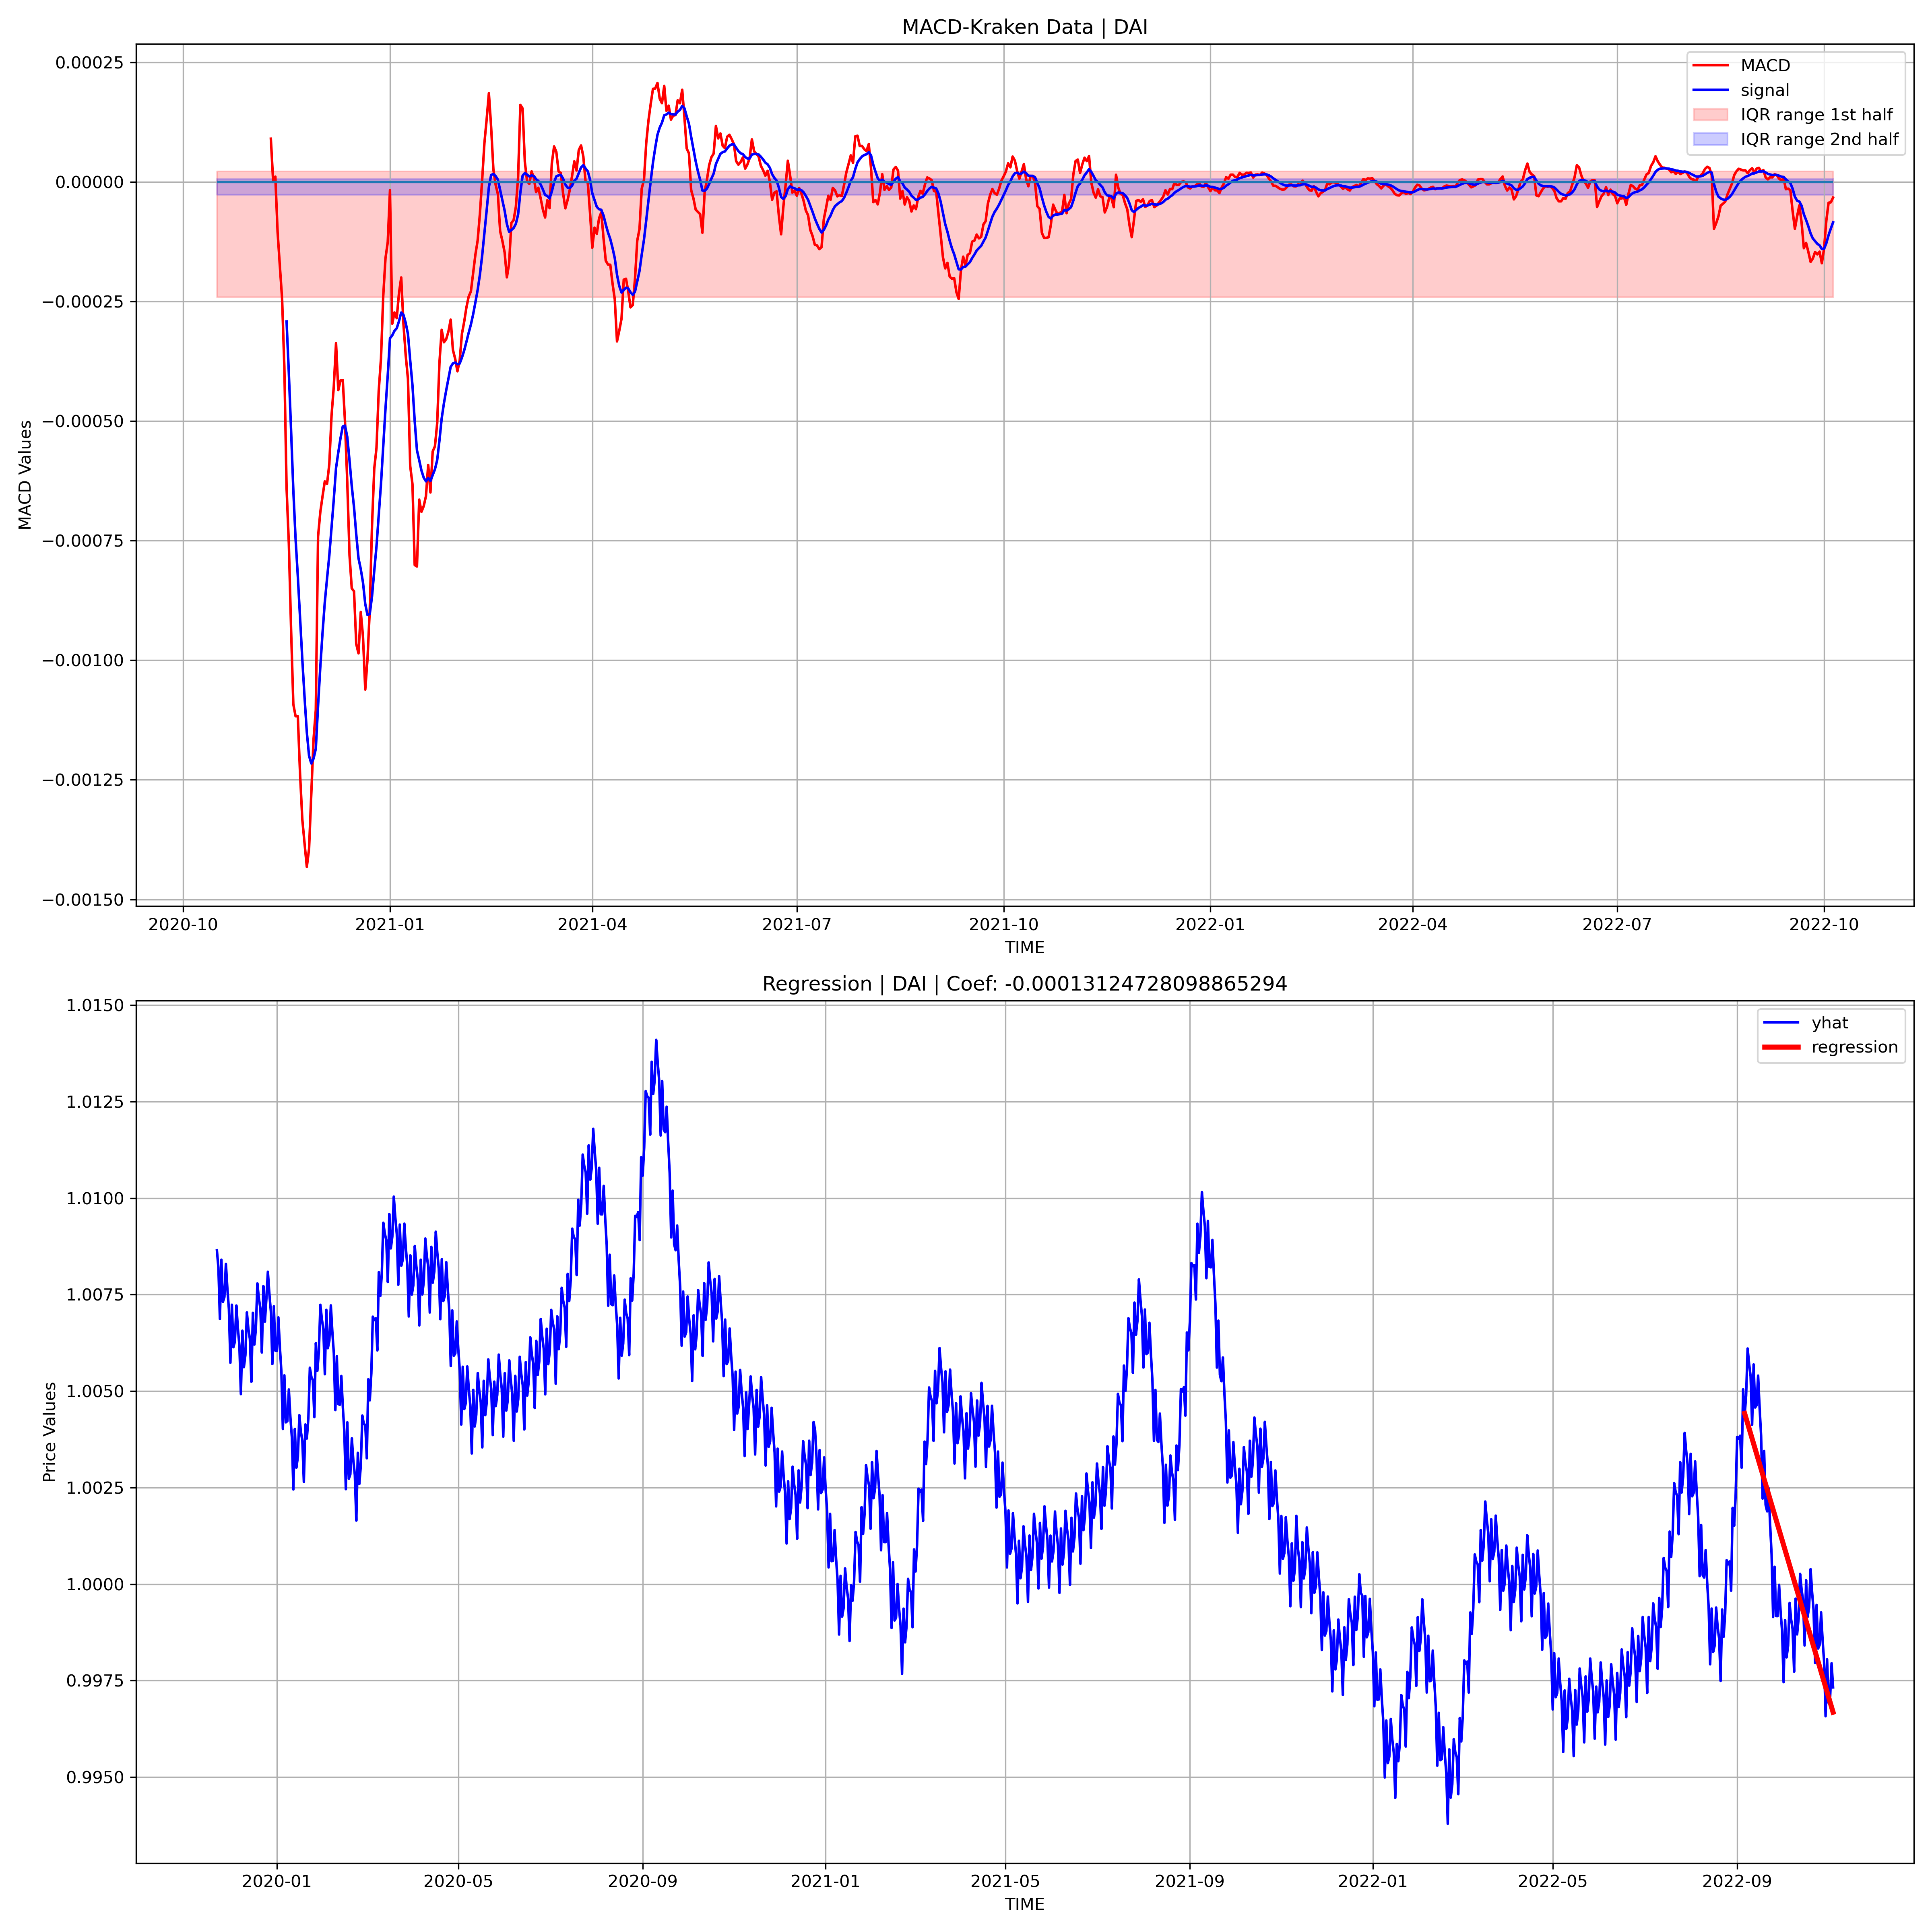 MACD-Kraken Data | DAI
0.00025
0.00000
−0.00025
−0.00050
−0.00075
−0.00100
−0.00125
−0.00150
MACD Values
MACD
signal
IQR range 1st half
IQR range 2nd half
2020-10 2021-01 2021-04 2021-07 2021-10 2022-01 2022-04 2022-07 2022-10
TIME
Regression | DAI | Coef: -0.00013124728098865294
1.0150
1.0125
1.0100
1.0075
1.0050
1.0025
1.0000
0.9975
0.9950
Price Values
yhat
regression
2020-01 2020-05 2020-09 2021-01 2021-05 2021-09 2022-01 2022-05 2022-09
TIME